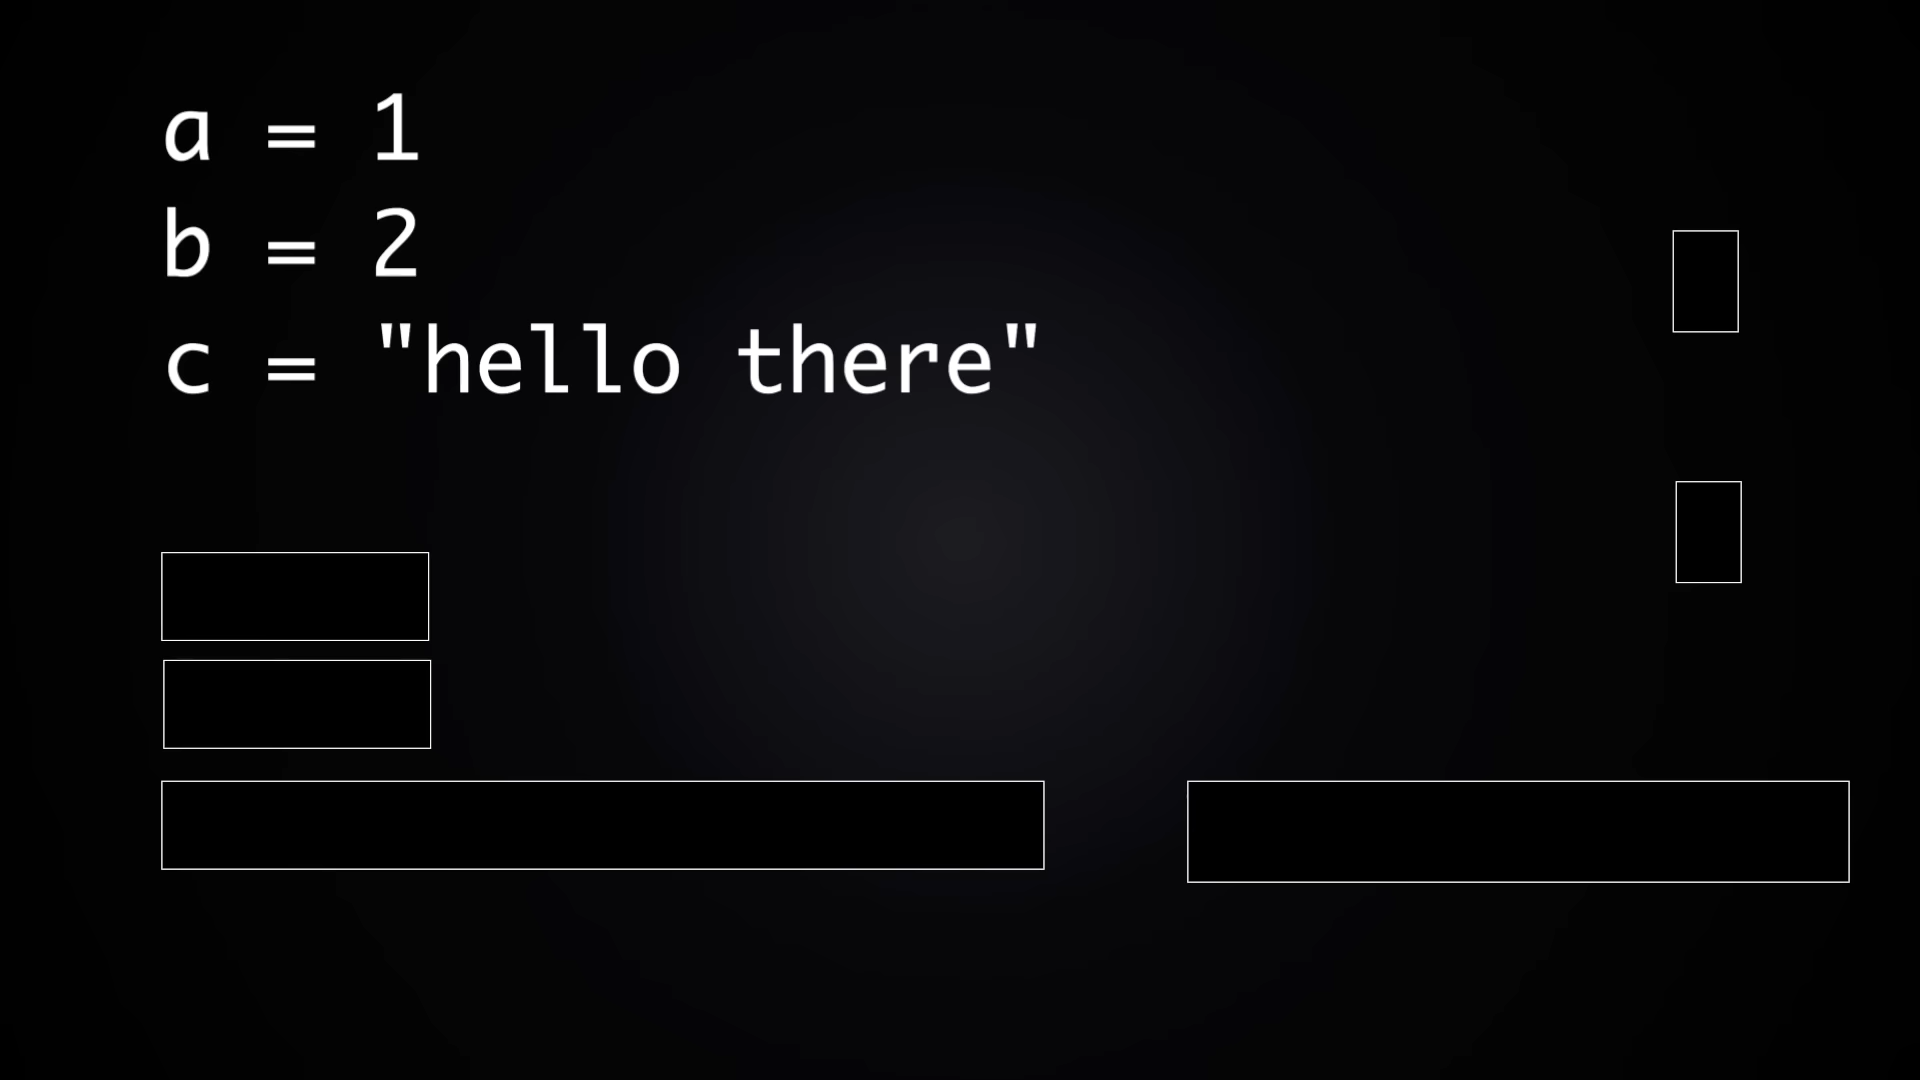 a = 1
b = 2
c = "hello there"